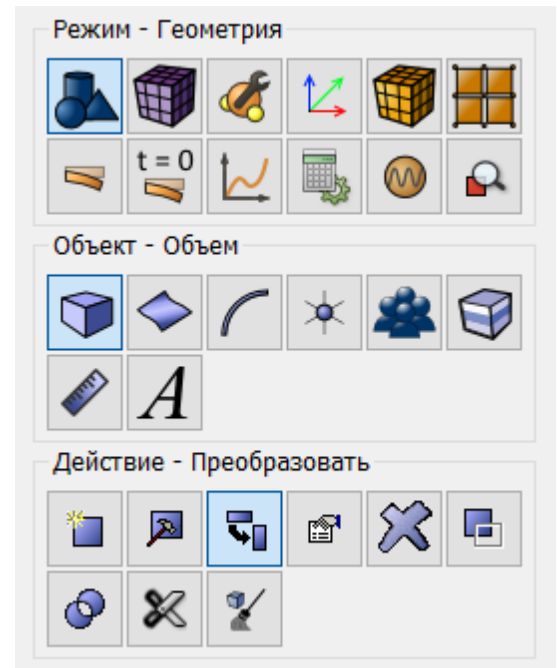 Режим - Геометрия
t = 0
Объект - Объем
A
Действие - Преобразовать